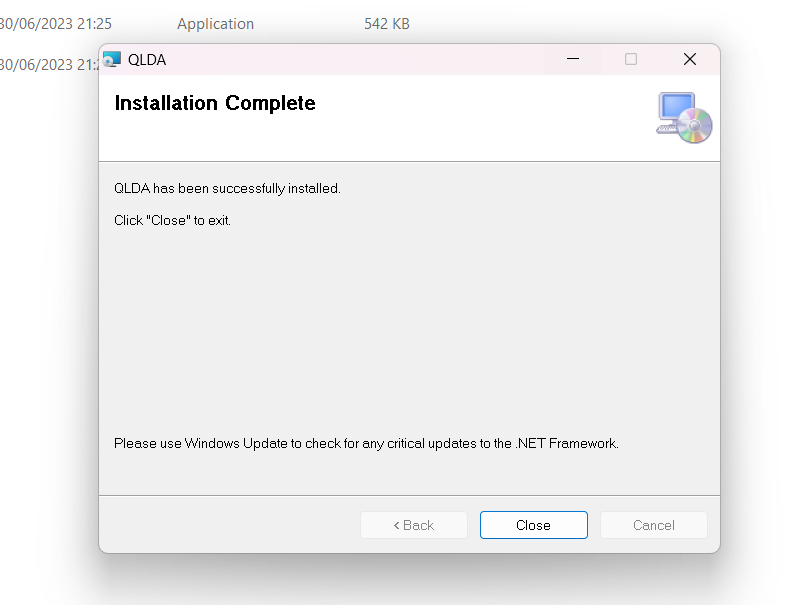 30/06/2023 21:25 Application 542 KB
30/06/2023
QLDA
Installation Complete
QLDA has been successfully installed.
Click "Close" to exit.
Please use Windows Update to check for any critical updates to the .NET Framework.
< Back Close Cancel